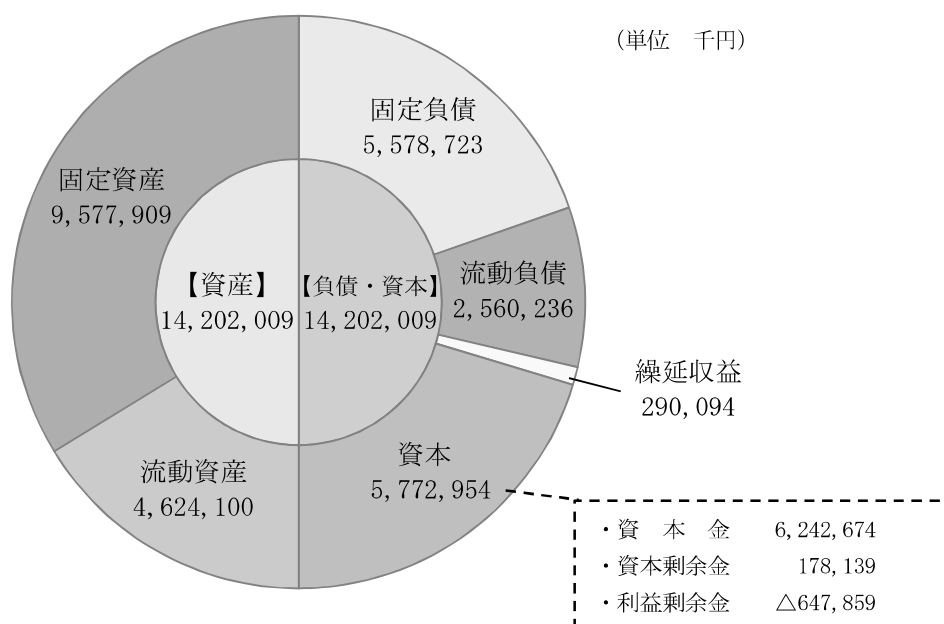 （単位　千円）
固定負債
5,578,723
固定資産
9,577,909
【資産】
14,202,009
【負債・資本】
14,202,009
流動負債
2,560,236
繰延収益
290,094
資本
5,772,954
流動資産
4,624,100
・資　本　金　6,242,674
・資本剰余金　178,139
・利益剰余金　△647,859